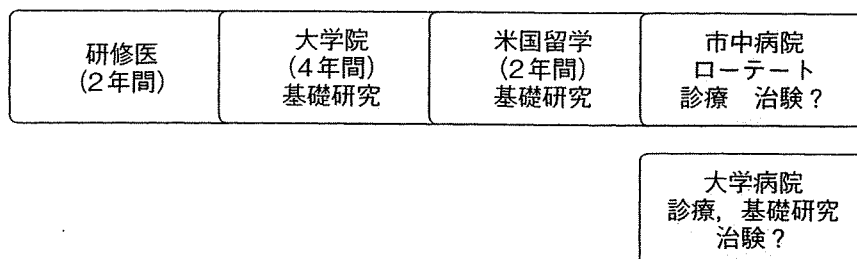 研修医
(2年間)
大学院
(4年間)
基礎研究
米国留学
(2年間)
基礎研究
市中病院
ローテート
診療 治験?
大学病院
診療，基礎研究
治験?